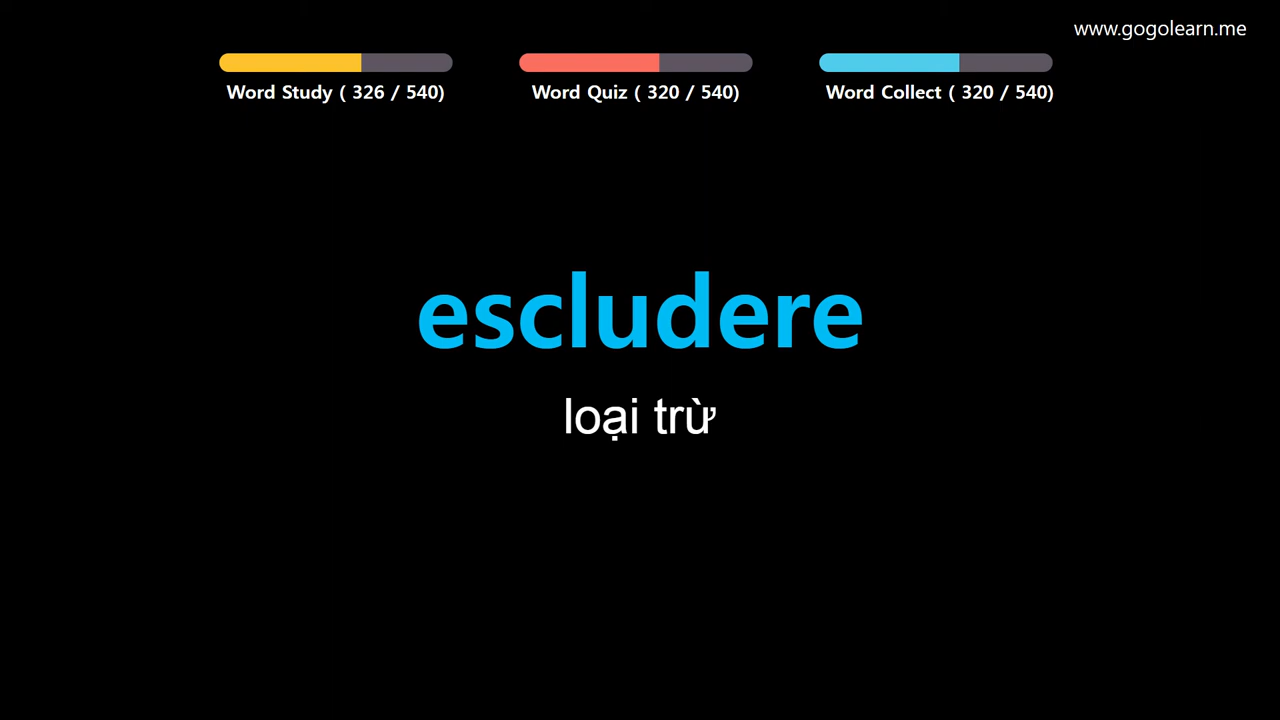 www.gogolearn.me
Word Study ( 326 / 540)
Word Quiz ( 320 / 540)
Word Collect ( 320 / 540)
escludere
loại trừ